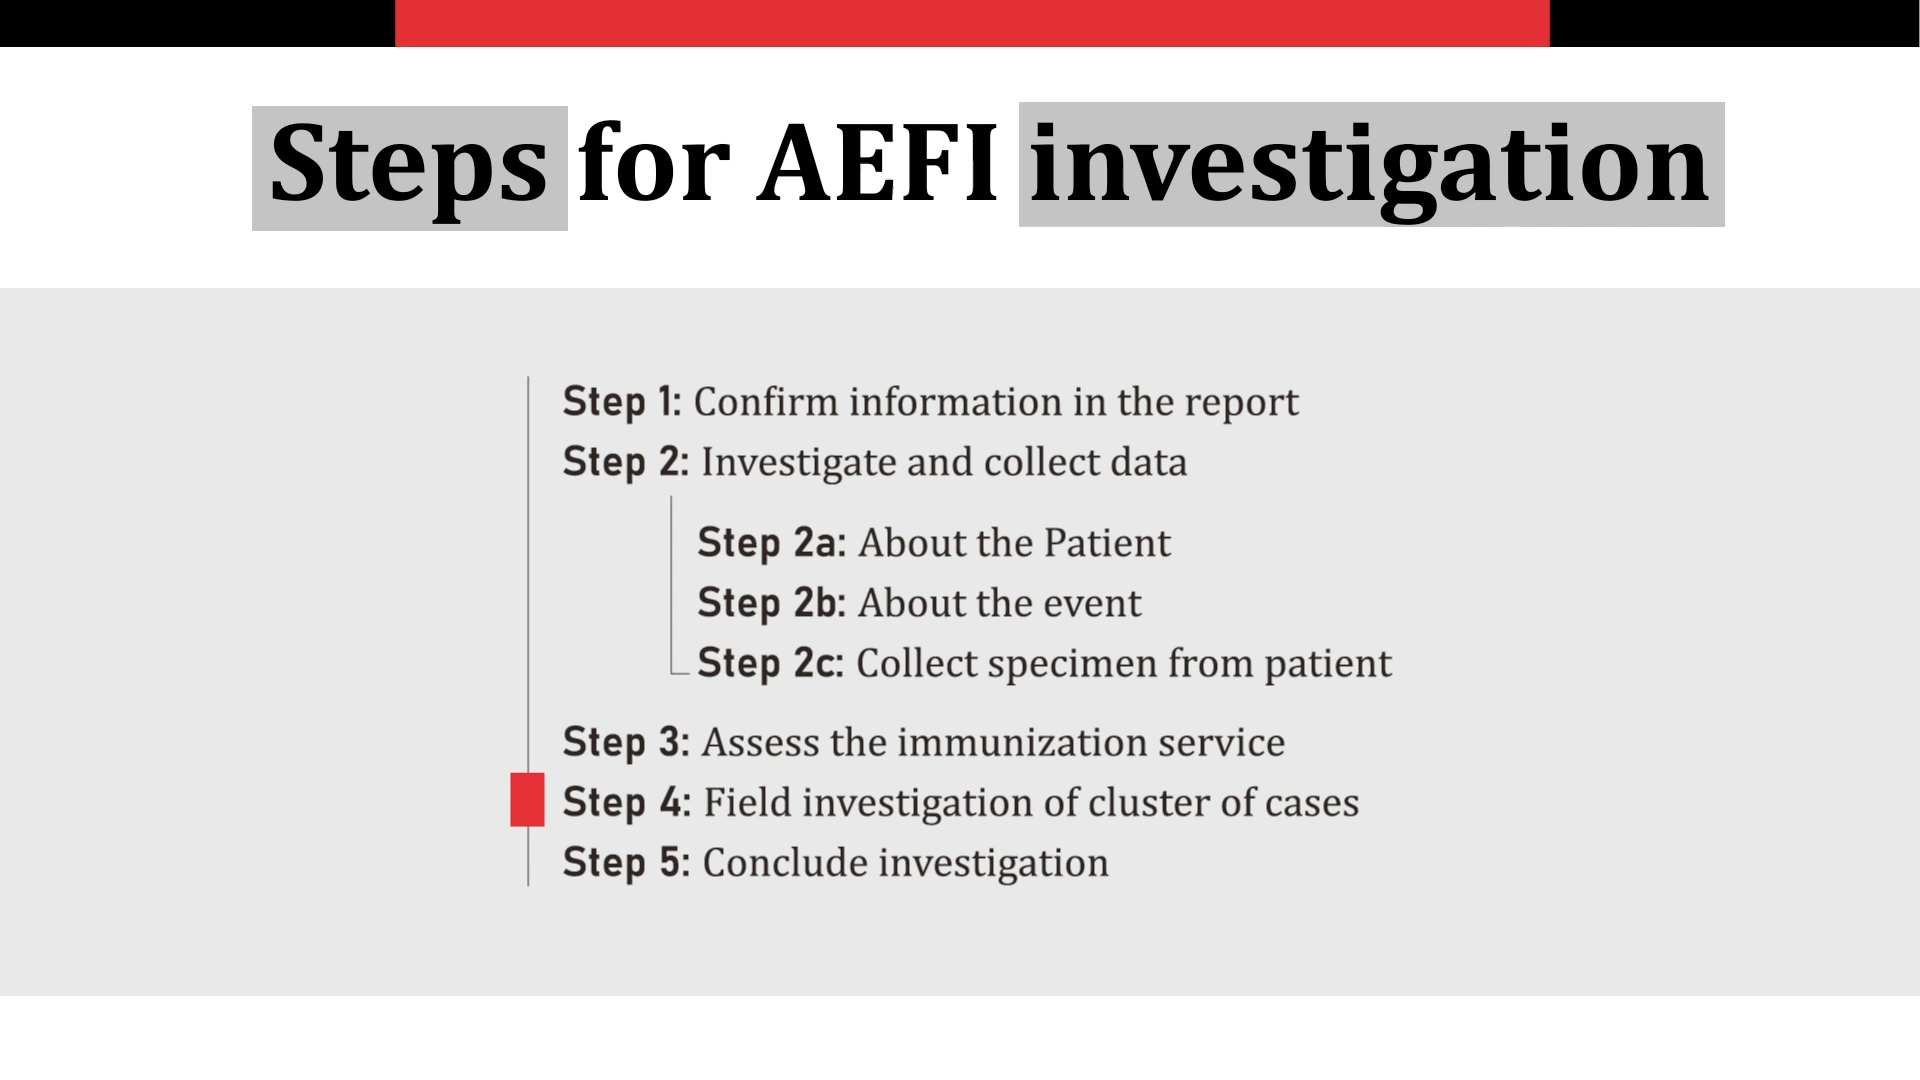 Steps for AEFI investigation
Step 1: Confirm information in the report
Step 2: Investigate and collect data
Step 2a: About the Patient
Step 2b: About the event
Step 2c: Collect specimen from patient
Step 3: Assess the immunization service
Step 4: Field investigation of cluster of cases
Step 5: Conclude investigation